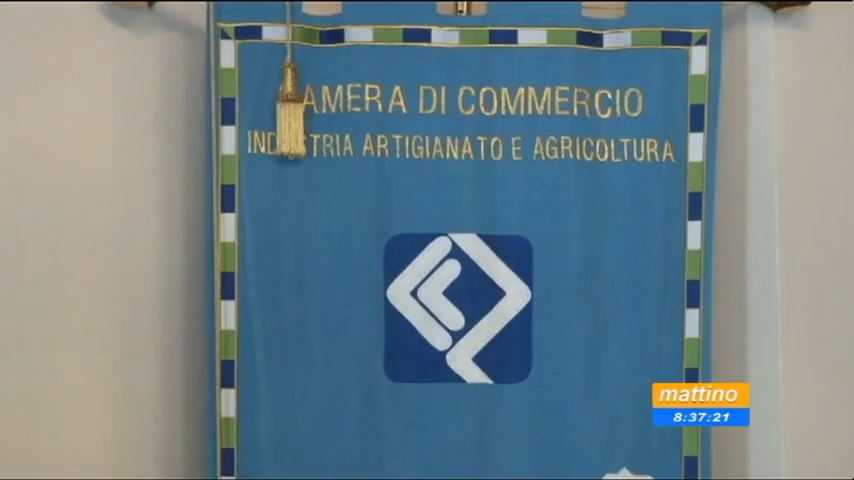 CAMERA DI COMMERCIO
INDUSTRIA ARTIGIANATO E AGRICOLTURA
mattino
8:37:21